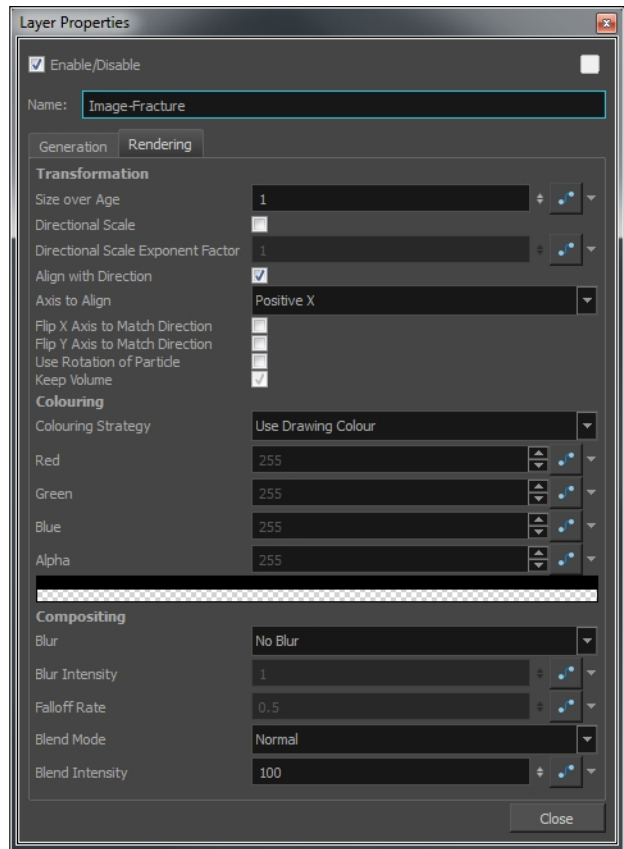 Layer Properties
Enable/Disable
Name: Image-Fracture
Generation Rendering
Transformation
Size over Age 1
Directional Scale
Directional Scale Exponent Factor 1
Align with Direction
Axis to Align Positive X
Flip X Axis to Match Direction
Flip Y Axis to Match Direction
Use Rotation of Particle
Keep Volume
Colouring
Colouring Strategy Use Drawing Colour
Red 255
Green 255
Blue 255
Alpha 255
Compositing
Blur No Blur
Blur Intensity 1
Falloff Rate 0.5
Blend Mode Normal
Blend Intensity 100
Close